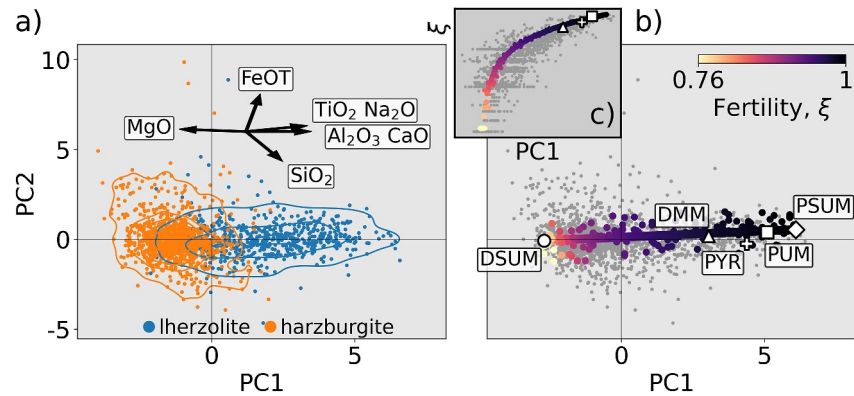 a)
10
5
0
-5
PC2
0
5
PC1
FeOT
MgO
TiO₂ Na₂O
Al₂O₃ CaO
SiO₂
lherzolite
harzburgite
ξ
c)
PC1
b)
0.76
1
Fertility, ξ
DMM
PSUM
DSUM
PYR
PUM
0
5
PC1